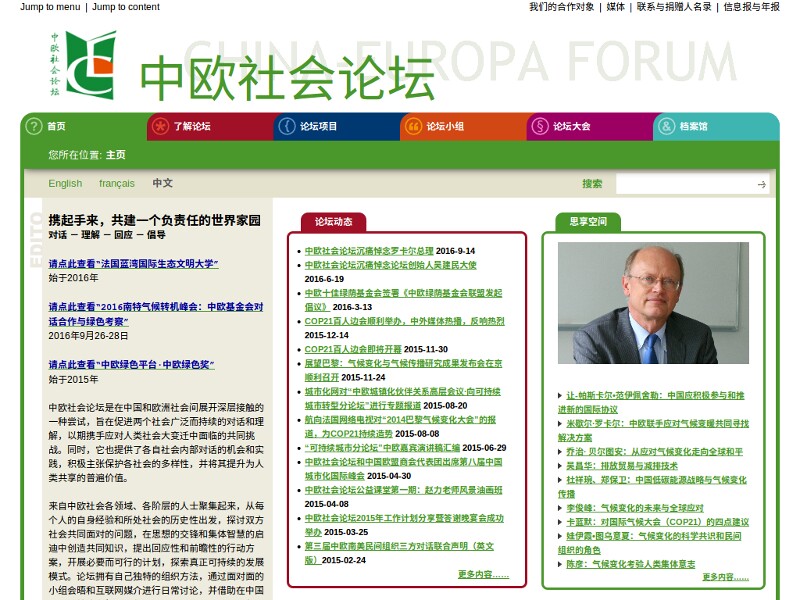 Jump to menu | Jump to content
我们的合作对象 | 媒体 | 联系与捐赠人名录 | 信息报与年报
中欧社会论坛
CHINA-EUROPA FORUM
中欧社会论坛
? 首页
* 了解论坛
{ 论坛项目
“ 论坛小组
§ 论坛大会
& 档案馆
您所在位置: 主页
English français 中文
搜索
EDITO
携起手来，共建一个负责任的世界家园
对话 － 理解 － 回应 － 倡导
请点此查看“法国蓝湾国际生态文明大学”
始于2016年
请点此查看“2016南特气候转机峰会：中欧基金会对
话合作与绿色考察”
2016年9月26-28日
请点此查看“中欧绿色平台·中欧绿色奖”
始于2015年
中欧社会论坛是在中国和欧洲社会间展开深层接触的
一种尝试，旨在促进两个社会广泛而持续的对话和理
解，以期携手应对人类社会大变迁中面临的共同挑
战。同时，它也提供了各自社会内部对话的机会和实
践，积极主张保护各社会的多样性，并将其提升为人
类共享的普遍价值。
来自中欧社会各领域、各阶层的人士聚集起来，从每
个人的自身经验和所处社会的历史性出发，探讨双方
社会共同面对的问题，在思想的交锋和集体智慧的启
迪中创造共同知识，提出回应性和前瞻性的行动方
案，开展必要而可行的计划，探索真正可持续的发展
模式。论坛拥有自己独特的组织方法，通过面对面的
小组会晤和互联网媒介进行日常讨论，并借助在中国
论坛动态
中欧社会论坛沉痛悼念罗卡尔总理 2016-9-14
中欧社会论坛沉痛悼念论坛创始人吴建民大使
2016-6-19
中欧十佳绿荫基金会签署《中欧绿荫基金会联盟发起
倡议》 2016-3-13
COP21百人边会顺利举办，中外媒体热播，反响热烈
2015-12-14
COP21百人边会即将开幕 2015-11-30
展望巴黎：气候变化与气候传播研究成果发布会在京
顺利召开 2015-11-24
城市化网对“中欧城镇化伙伴关系高层会议·向可持续
城市转型分论坛”进行专题报道 2015-08-20
航向法国网络电视对“2014巴黎气候变化大会”的报
道，为COP21持续造势 2015-08-08
“可持续城市分论坛”中欧嘉宾演讲稿汇编 2015-06-29
中欧社会论坛和中国欧盟商会代表团出席第八届中国
城市化国际峰会 2015-04-30
中欧社会论坛公益课堂第一期：赵力老师风景油画班
2015-04-08
中欧社会论坛2015年工作计划分享暨答谢晚宴会成功
举办 2015-03-25
第三届中欧南美民间组织三方对话联合声明（英文
版） 2015-02-24
更多内容……
思享空间
让-帕斯卡尔•范伊佩舍勒：中国应积极参与和推
进新的国际协议
米歇尔·罗卡尔：中欧联手应对气候变暖共同寻找
解决方案
乔治· 贝尔图安：从应对气候变化走向全球和平
吴昌华：排放贸易与减排技术
杜祥琬、郑保卫：中国低碳能源战略与气候变化
传播
李俊峰：气候变化的未来与全球应对
卡蓝默：对国际气候大会（COP21）的四点建议
娃伊霞•图乌意夏：气候变化的科学共识和民间
组织的角色
陈彦：气候变化考验人类集体意志
更多内容……